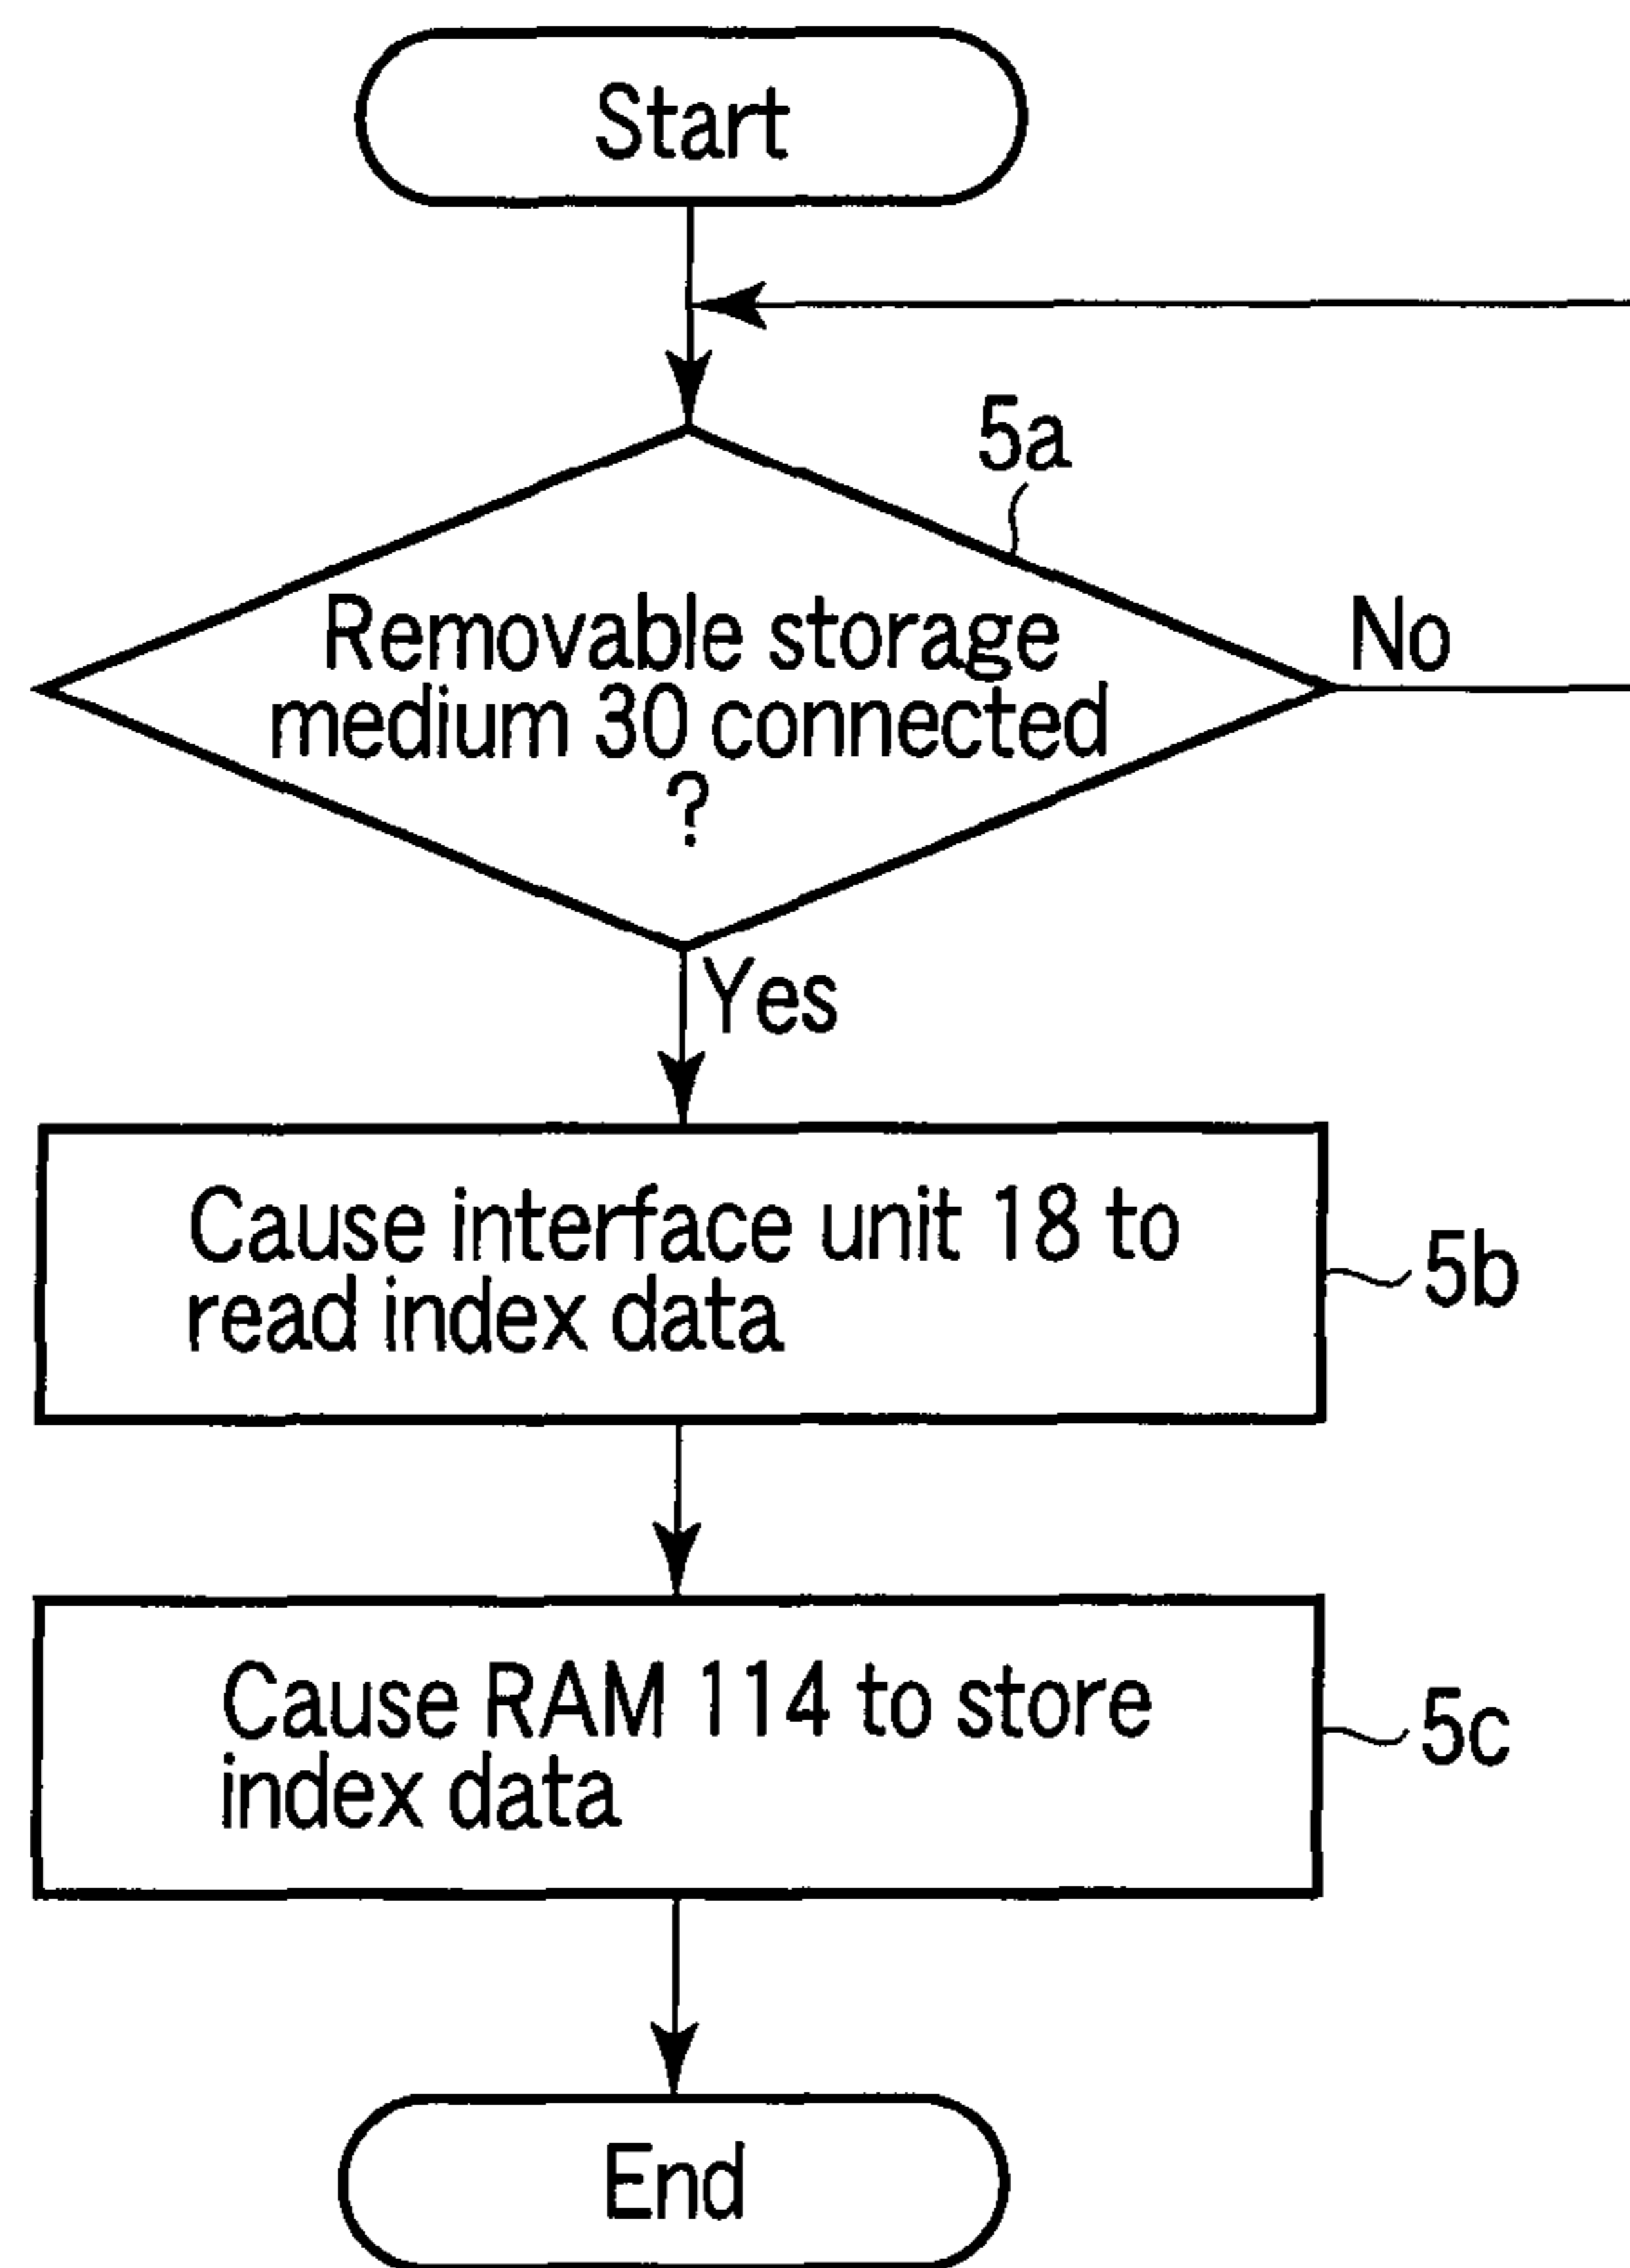 Start
5a
Removable storage
medium 30 connected
?
No
Yes
Cause interface unit 18 to
read index data
5b
Cause RAM 114 to store
index data
5c
End